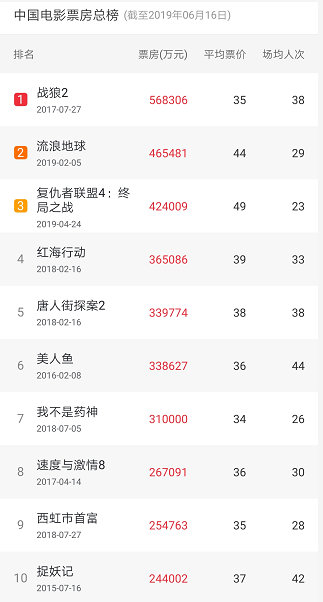 中国电影票房总榜 (截至2019年06月16日)
排名 票房(万元) 平均票价 场均人次
1 战狼2 568306 35 38
2017-07-27
2 流浪地球 465481 44 29
2019-02-05
3 复仇者联盟4：终
局之战 424009 49 23
2019-04-24
4 红海行动 365086 39 33
2018-02-16
5 唐人街探案2 339774 38 38
2018-02-16
6 美人鱼 338627 36 44
2016-02-08
7 我不是药神 310000 34 26
2018-07-05
8 速度与激情8 267091 36 30
2017-04-14
9 西虹市首富 254763 35 28
2018-07-27
10 捉妖记 244002 37 42
2015-07-16